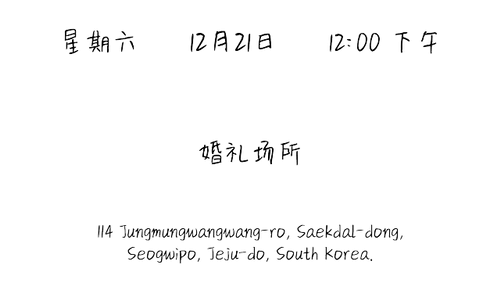 星期六 12月21日 12:00 下午
婚礼场所
114 Jungmungwangwang-ro, Saekdal-dong,
Seogwipo, Jeju-do, South Korea.